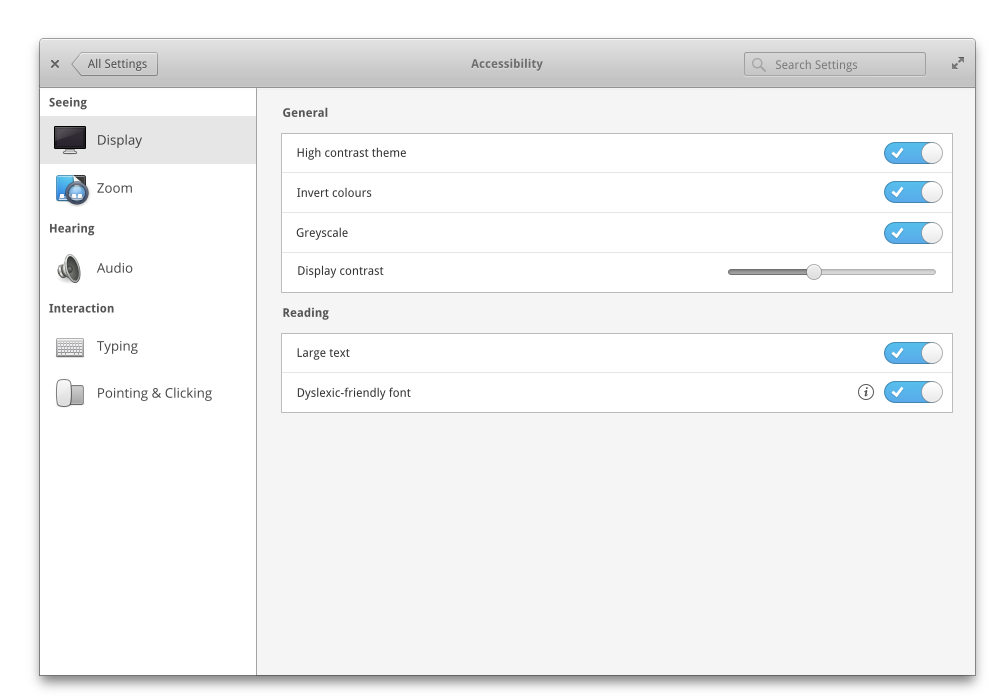 All Settings
Accessibility
Search Settings
Seeing
Display
Zoom
Hearing
Audio
Interaction
Typing
Pointing & Clicking
General
High contrast theme
Invert colours
Greyscale
Display contrast
Reading
Large text
Dyslexic-friendly font